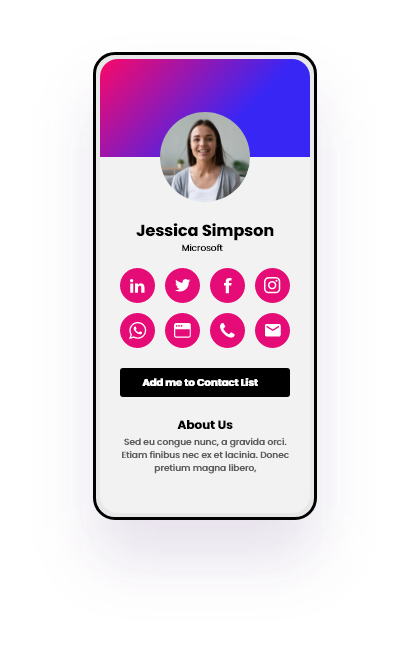 Jessica Simpson
Microsoft
in
f
Add me to Contact List
About Us
Sed eu congue nunc, a gravida orci.
Etiam finibus nec ex et lacinia. Donec
pretium magna libero,